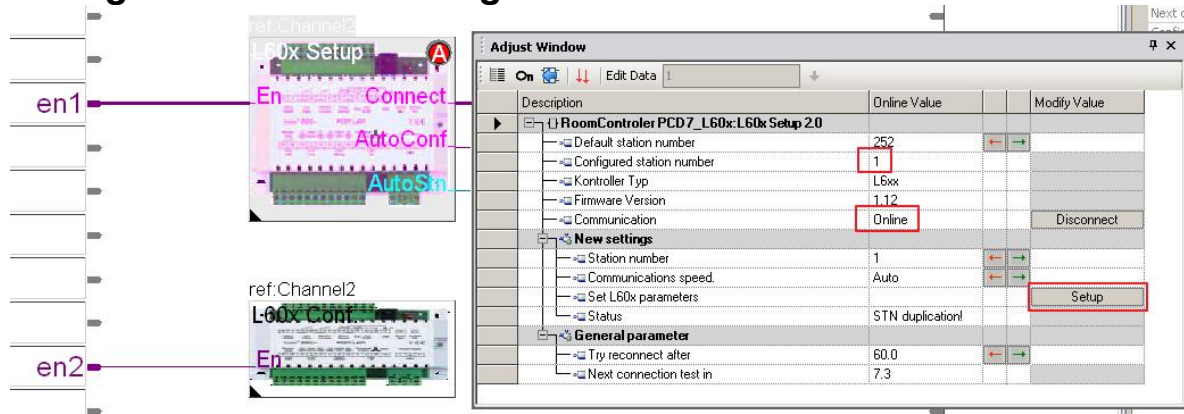 ref:Channel2
L60x Setup
A
en1
En
Connect
AutoConf
AutoStn
ref:Channel2
L60x Conf.
en2
En
Adjust Window
On
Edit Data 1
Description Online Value Modify Value
RoomControler PCD7_L60x:L60x Setup 2.0
Default station number 252
Configured station number 1
Kontroller Typ L6xx
Firmware Version 1.12
Communication Online Disconnect
New settings
Station number 1
Communications speed. Auto
Set L60x parameters Setup
Status STN duplication!
General parameter
Try reconnect after 60.0
Next connection test in 7.3